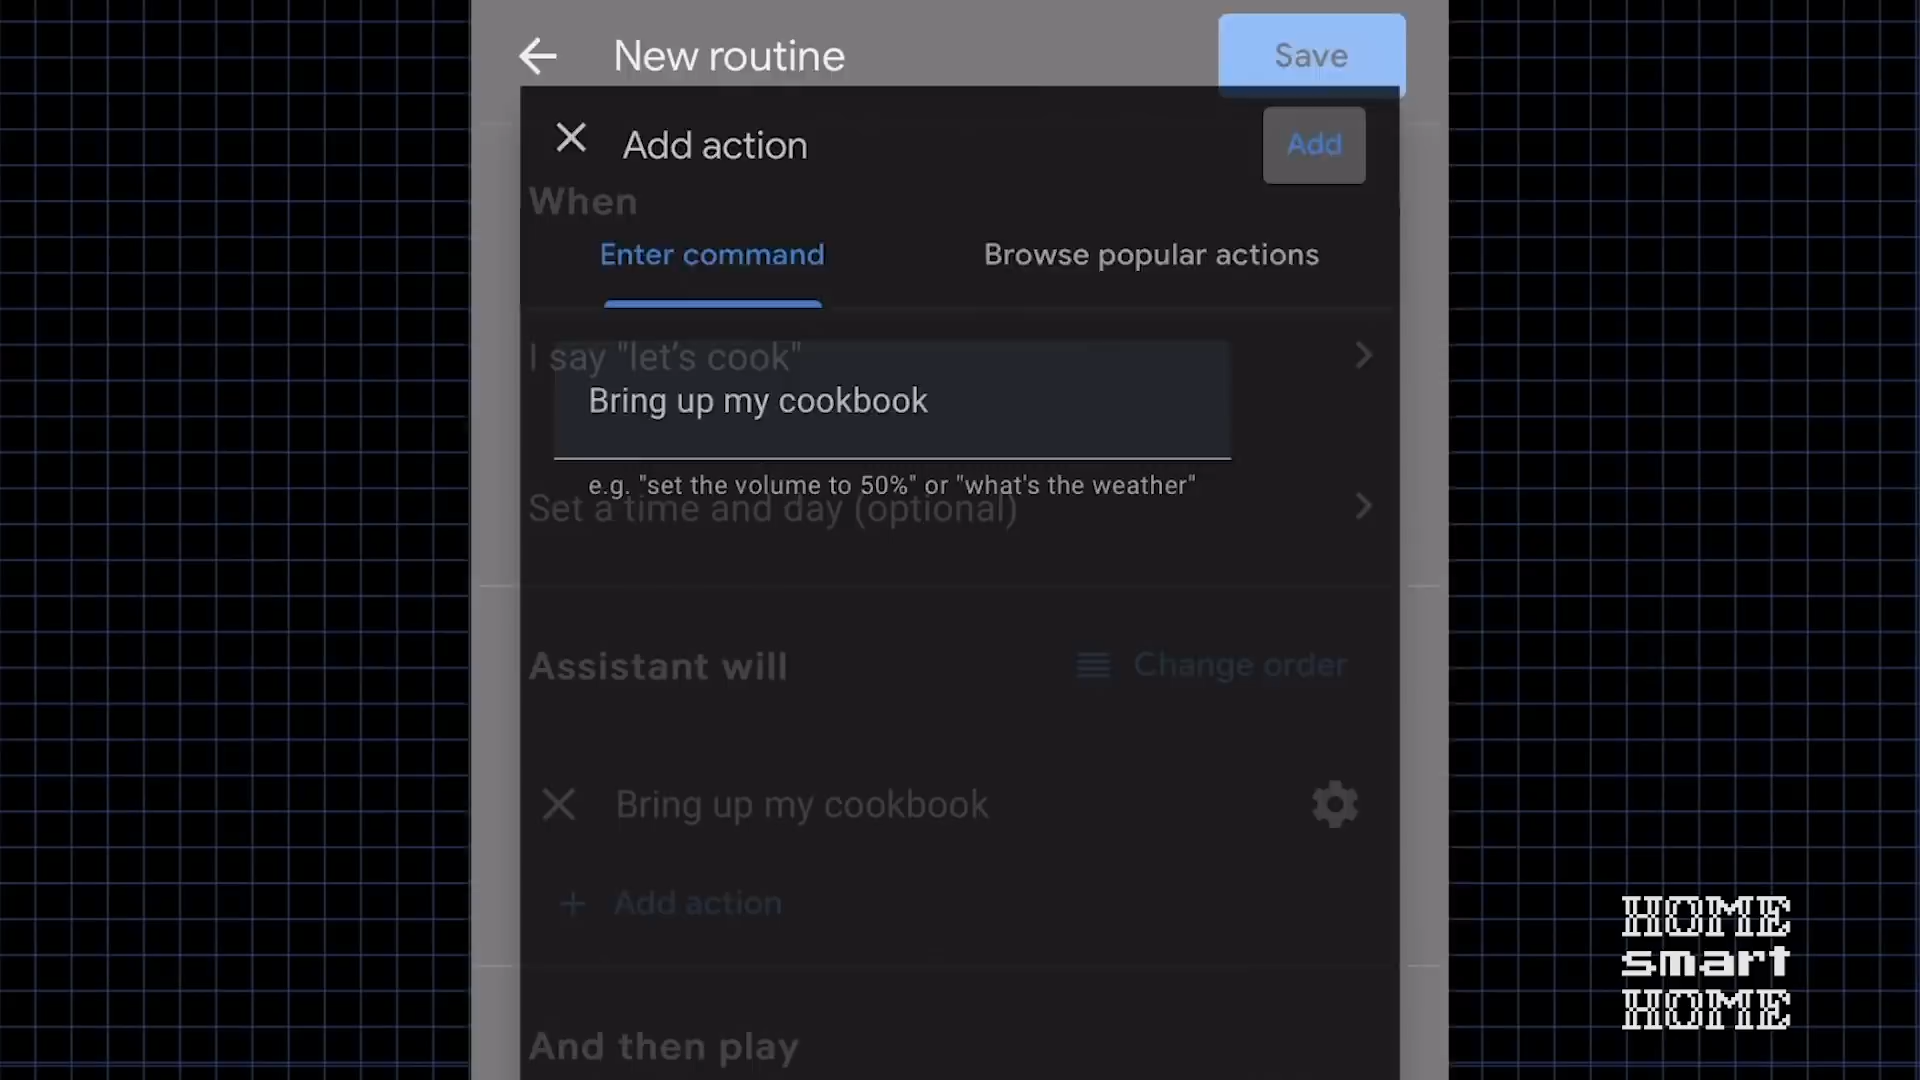 New routine
Save
Add action
Add
When
Enter command
Browse popular actions
I say "let's cook"
Bring up my cookbook
e.g. "set the volume to 50%" or "what's the weather"
Set a time and day (optional)
Assistant will
Change order
Bring up my cookbook
Add action
And then play
HOME
smart
HOME